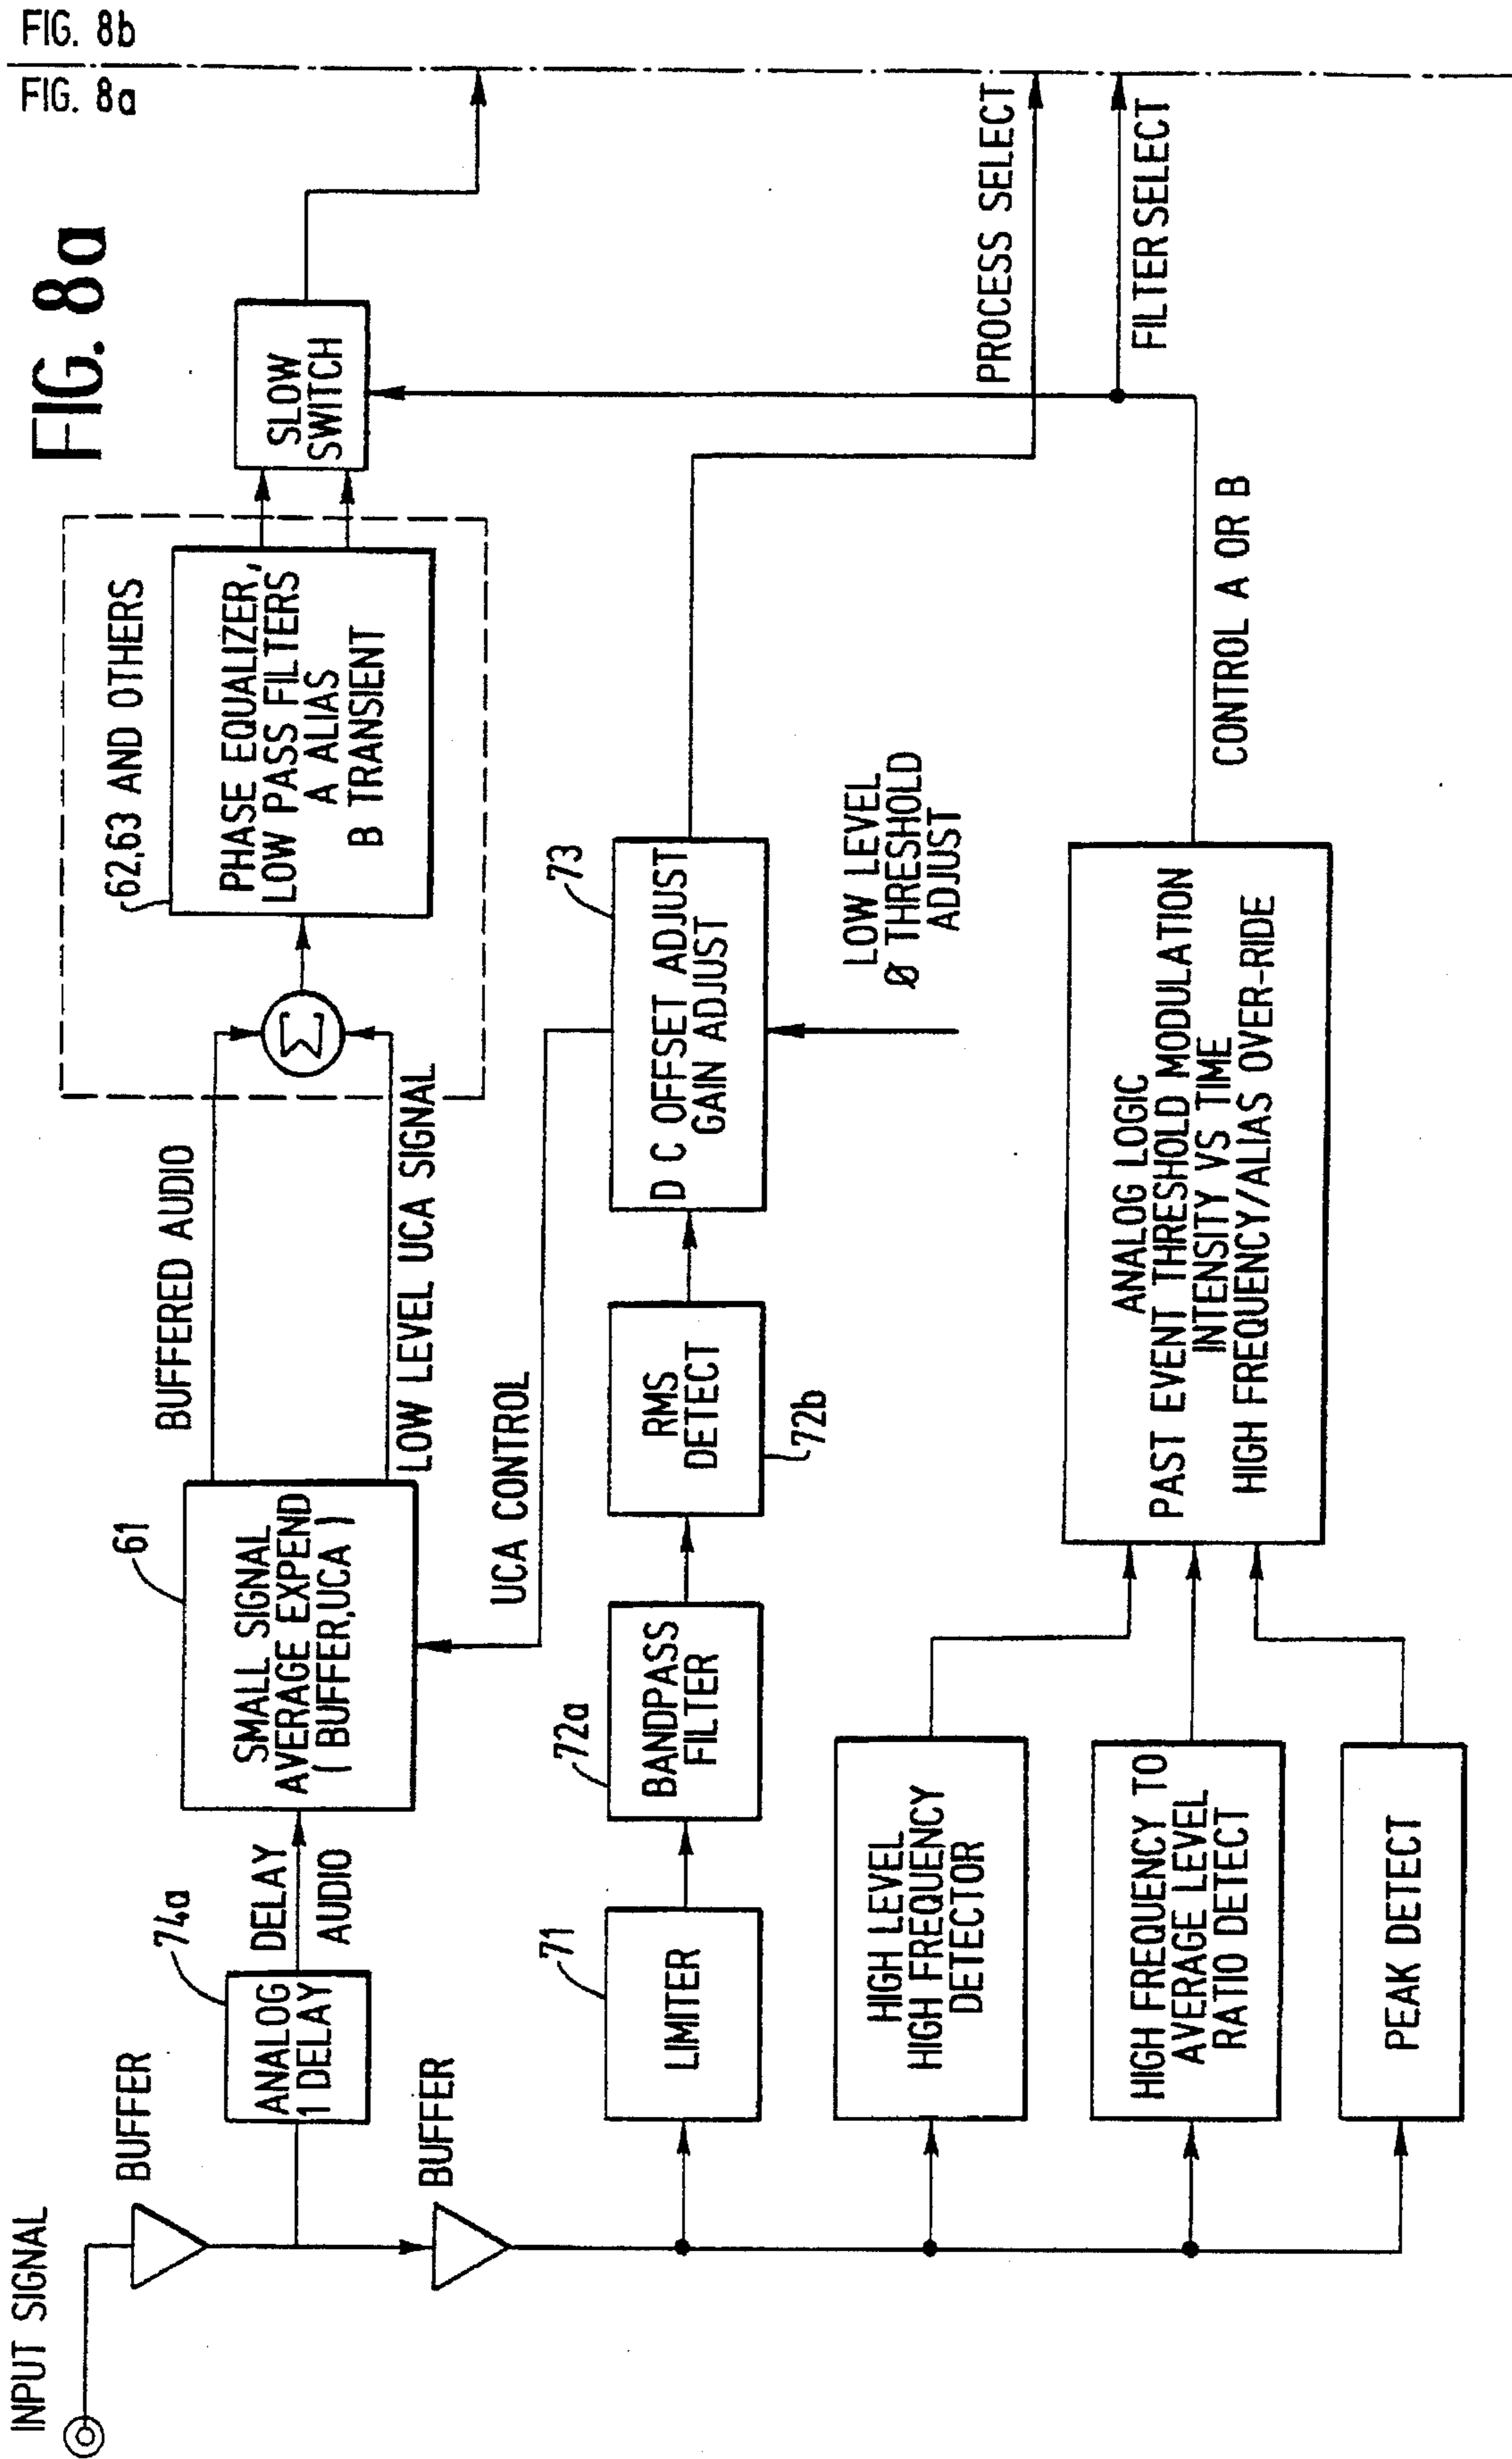 FIG. 8b
FIG. 8a
FIG. 8a
INPUT SIGNAL
BUFFER
74a
ANALOG
1 DELAY
DELAY
AUDIO
61
SMALL SIGNAL
AVERAGE EXPEND
( BUFFER,UCA )
BUFFERED AUDIO
LOW LEVEL UCA SIGNAL
Σ
62,63 AND OTHERS
PHASE EQUALIZER,
LOW PASS FILTERS
A ALIAS
B TRANSIENT
SLOW
SWITCH
BUFFER
UCA CONTROL
71
LIMITER
72a
BANDPASS
FILTER
RMS
DETECT
72b
73
D C OFFSET ADJUST
GAIN ADJUST
LOW LEVEL
Ø THRESHOLD
ADJUST
PROCESS SELECT
FILTER SELECT
HIGH LEVEL
HIGH FREQUENCY
DETECTOR
HIGH FREQUENCY TO
AVERAGE LEVEL
RATIO DETECT
PEAK DETECT
ANALOG LOGIC
PAST EVENT THRESHOLD MODULATION
INTENSITY VS TIME
HIGH FREQUENCY/ALIAS OVER-RIDE
CONTROL A OR B